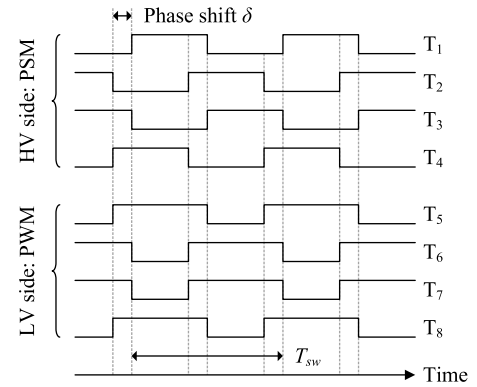 Phase shift δ
HV side: PSM
T1
T2
T3
T4
LV side: PWM
T5
T6
T7
T8
Tsw
Time